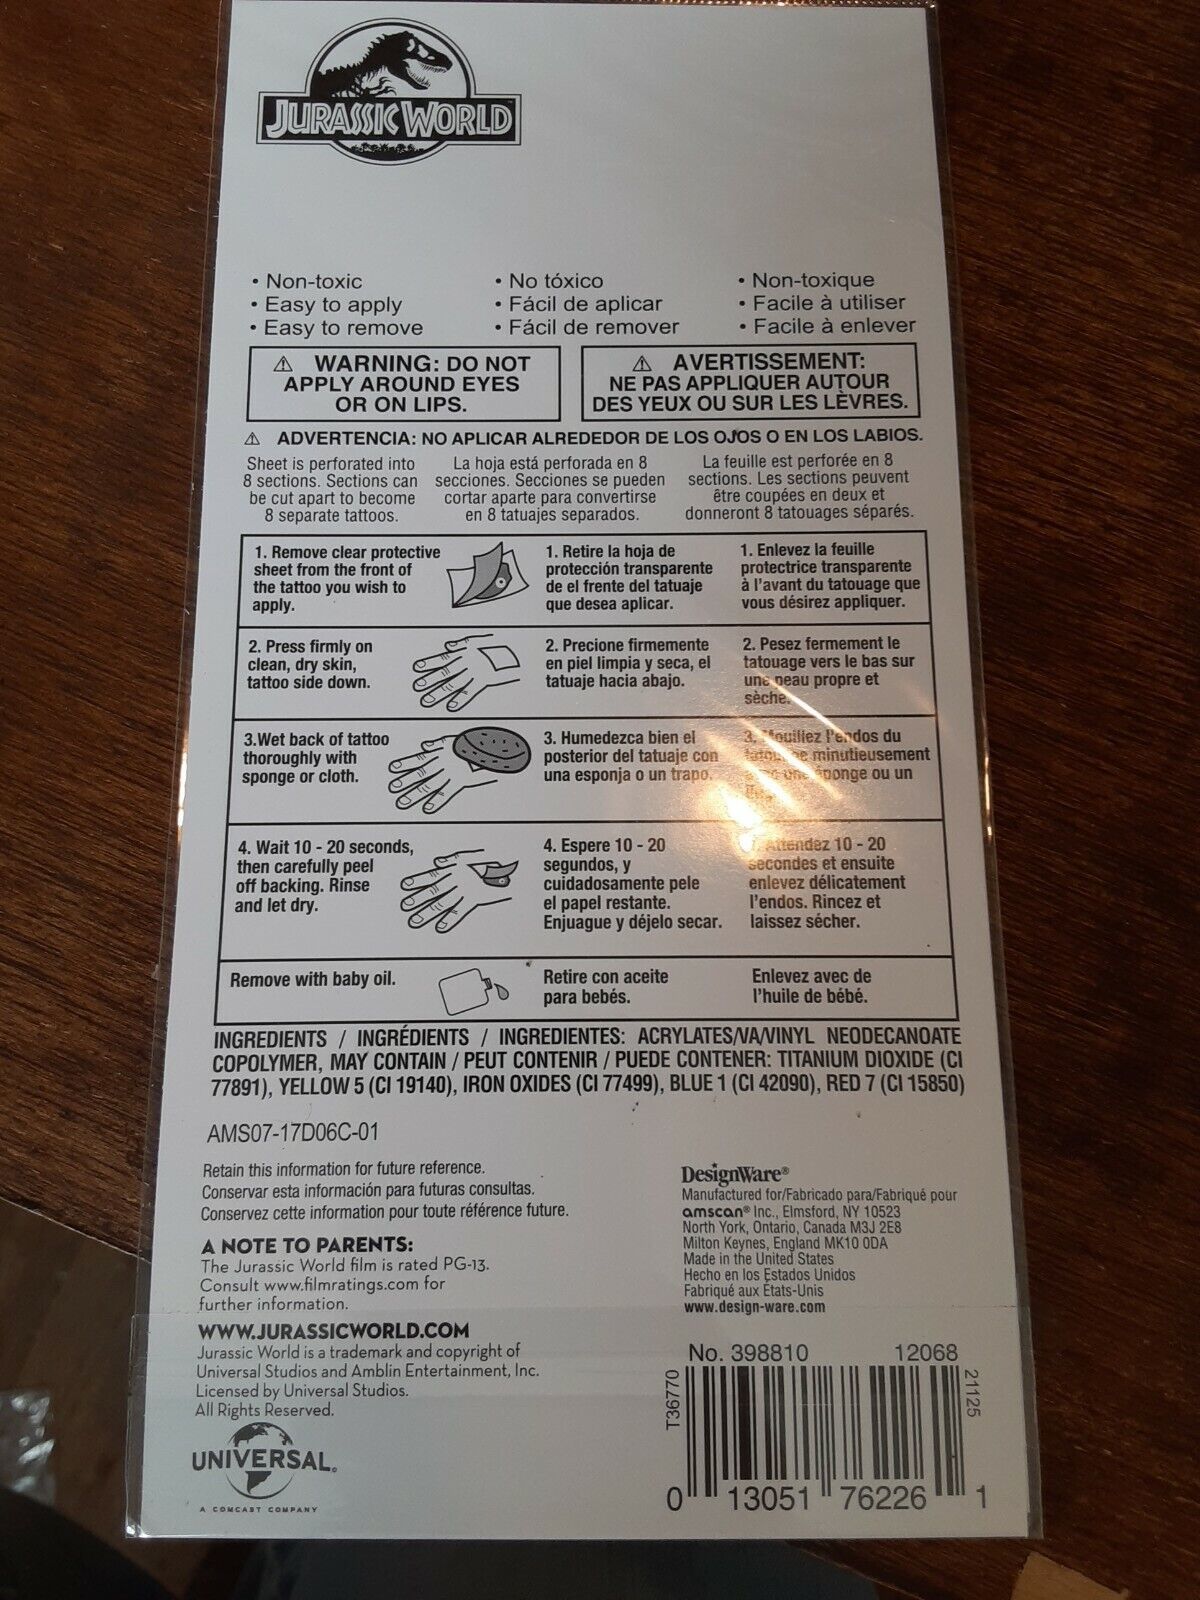 JURASSIC WORLD
• Non-toxic
• Easy to apply
• Easy to remove
• No tóxico
• Fácil de aplicar
• Fácil de remover
• Non-toxique
• Facile à utiliser
• Facile à enlever
⚠ WARNING: DO NOT
APPLY AROUND EYES
OR ON LIPS.
⚠ AVERTISSEMENT:
NE PAS APPLIQUER AUTOUR
DES YEUX OU SUR LES LÈVRES.
⚠ ADVERTENCIA: NO APLICAR ALREDEDOR DE LOS OJOS O EN LOS LABIOS.
Sheet is perforated into
8 sections. Sections can
be cut apart to become
8 separate tattoos.
La hoja está perforada en 8
secciones. Secciones se pueden
cortar aparte para convertirse
en 8 tatuajes separados.
La feuille est perforée en 8
sections. Les sections peuvent
être coupées en deux et
donneront 8 tatouages séparés.
1. Remove clear protective
sheet from the front of
the tattoo you wish to
apply.
1. Retire la hoja de
protección transparente
de el frente del tatuaje
que desea aplicar.
1. Enlevez la feuille
protectrice transparente
à l'avant du tatouage que
vous désirez appliquer.
2. Press firmly on
clean, dry skin,
tattoo side down.
2. Precione firmemente
en piel limpia y seca, el
tatuaje hacia abajo.
2. Pesez fermement le
tatouage vers le bas sur
une peau propre et
sèche.
3.Wet back of tattoo
thoroughly with
sponge or cloth.
3. Humedezca bien el
posterior del tatuaje con
una esponja o un trapo.
3. Mouillez l'endos du
minutieusement
une éponge ou un
4. Wait 10 - 20 seconds,
then carefully peel
off backing. Rinse
and let dry.
4. Espere 10 - 20
segundos, y
cuidadosamente pele
el papel restante.
Enjuague y déjelo secar.
Attendez 10 - 20
secondes et ensuite
enlevez délicatement
l'endos. Rincez et
laissez sécher.
Remove with baby oil.
Retire con aceite
para bebés.
Enlevez avec de
l'huile de bébé.
INGREDIENTS / INGRÉDIENTS / INGREDIENTES: ACRYLATES/VA/VINYL NEODECANOATE
COPOLYMER, MAY CONTAIN / PEUT CONTENIR / PUEDE CONTENER: TITANIUM DIOXIDE (CI
77891), YELLOW 5 (CI 19140), IRON OXIDES (CI 77499), BLUE 1 (CI 42090), RED 7 (CI 15850)
AMS07-17D06C-01
Retain this information for future reference.
Conservar esta información para futuras consultas.
Conservez cette information pour toute référence future.
A NOTE TO PARENTS:
The Jurassic World film is rated PG-13.
Consult www.filmratings.com for
further information.
WWW.JURASSICWORLD.COM
Jurassic World is a trademark and copyright of
Universal Studios and Amblin Entertainment, Inc.
Licensed by Universal Studios.
All Rights Reserved.
UNIVERSAL
A COMCAST COMPANY
DesignWare®
Manufactured for/Fabricado para/Fabriqué pour
amscan® Inc., Elmsford, NY 10523
North York, Ontario, Canada M3J 2E8
Milton Keynes, England MK10 0DA
Made in the United States
Hecho en los Estados Unidos
Fabriqué aux États-Unis
www.design-ware.com
No. 398810 12068
T36770
21125
0 13051 76226 1